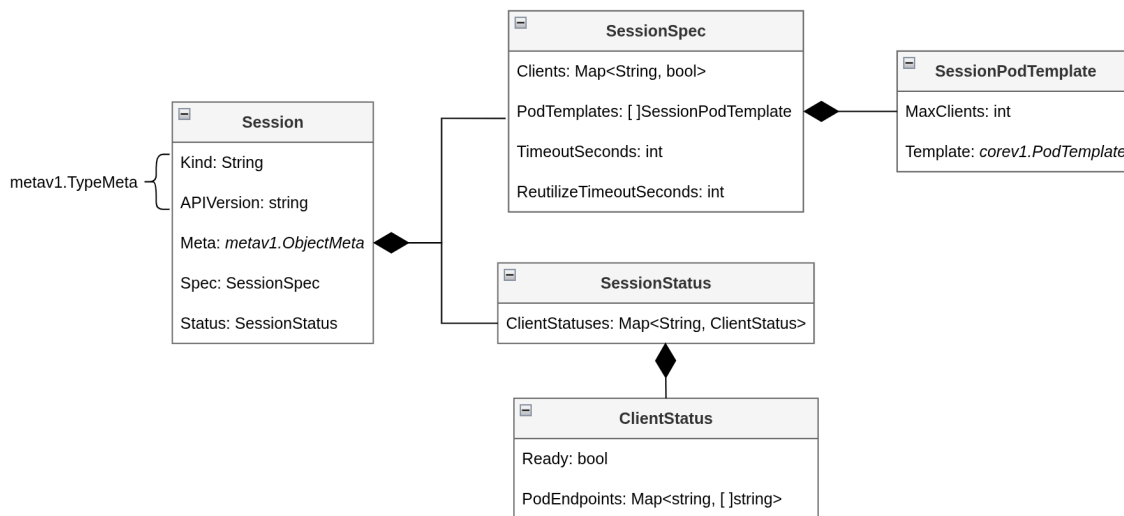 SessionSpec
Clients: Map<String, bool>
PodTemplates: [ ]SessionPodTemplate
TimeoutSeconds: int
ReutilizeTimeoutSeconds: int
SessionPodTemplate
MaxClients: int
Template: corev1.PodTemplate
metav1.TypeMeta
Session
Kind: String
APIVersion: string
Meta: metav1.ObjectMeta
Spec: SessionSpec
Status: SessionStatus
SessionStatus
ClientStatuses: Map<String, ClientStatus>
ClientStatus
Ready: bool
PodEndpoints: Map<string, [ ]string>